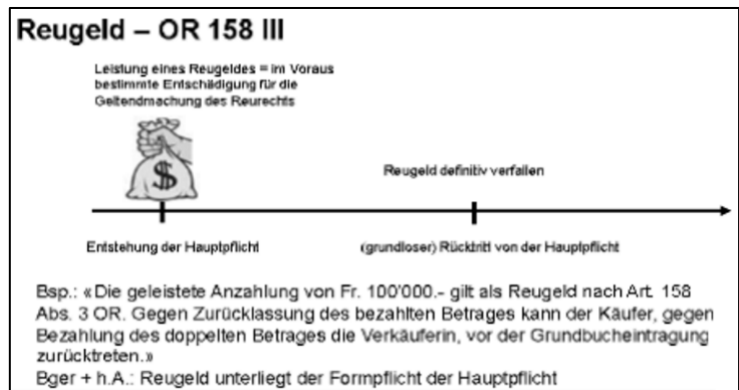 Reugeld – OR 158 III
Leistung eines Reugeldes = im Voraus
bestimmte Entschädigung für die
Geltendmachung des Reurechts
$
Reugeld definitiv verfallen
Entstehung der Hauptpflicht
(grundloser) Rücktritt von der Hauptpflicht
Bsp.: «Die geleistete Anzahlung von Fr. 100'000.- gilt als Reugeld nach Art. 158
Abs. 3 OR. Gegen Zurücklassung des bezahlten Betrages kann der Käufer, gegen
Bezahlung des doppelten Betrages die Verkäuferin, vor der Grundbucheintragung
zurücktreten.»
Bger + h.A.: Reugeld unterliegt der Formpflicht der Hauptpflicht